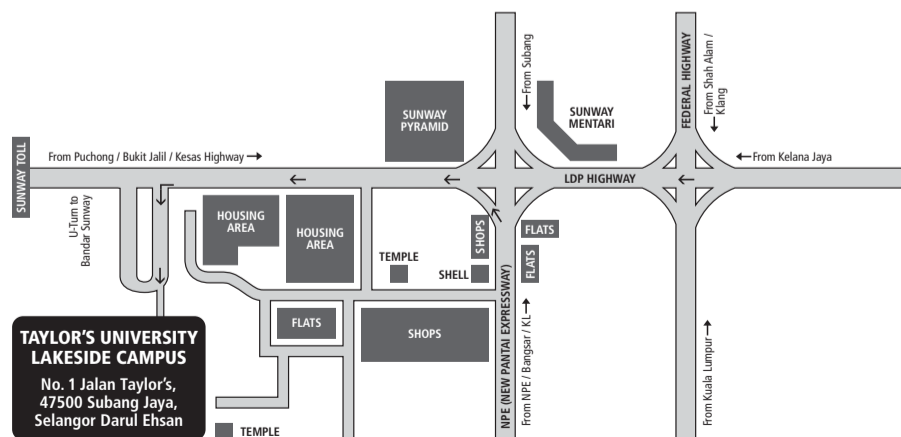 From Subang
FEDERAL HIGHWAY
From Shah Alam /
Klang
SUNWAY
PYRAMID
SUNWAY
MENTARI
SUNWAY TOLL
From Puchong / Bukit Jalil / Kesas Highway
From Kelana Jaya
LDP HIGHWAY
U-Turn to
Bandar Sunway
HOUSING
AREA
HOUSING
AREA
SHOPS
FLATS
FLATS
TEMPLE
SHELL
NPE (NEW PANTAI EXPRESSWAY)
From NPE / Bangsar / KL
From Kuala Lumpur
FLATS
SHOPS
TAYLOR'S UNIVERSITY
LAKESIDE CAMPUS
No. 1 Jalan Taylor's,
47500 Subang Jaya,
Selangor Darul Ehsan
TEMPLE